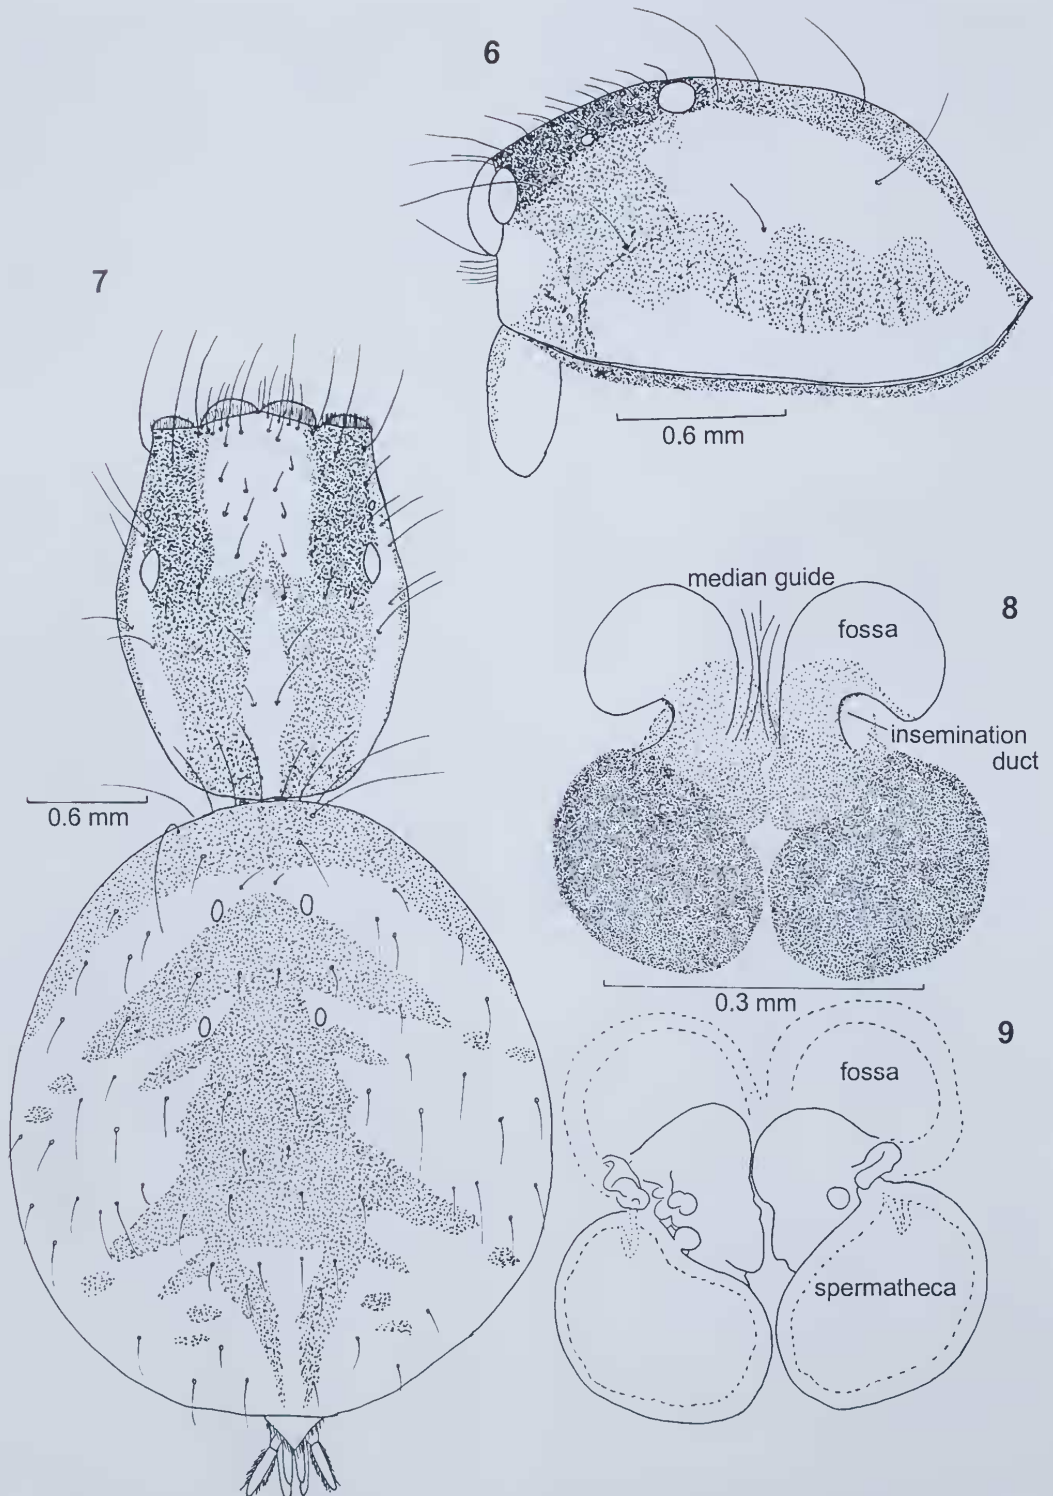 6
0.6 mm
7
0.6 mm
median guide
8
fossa
insemination
duct
0.3 mm
9
fossa
spermatheca